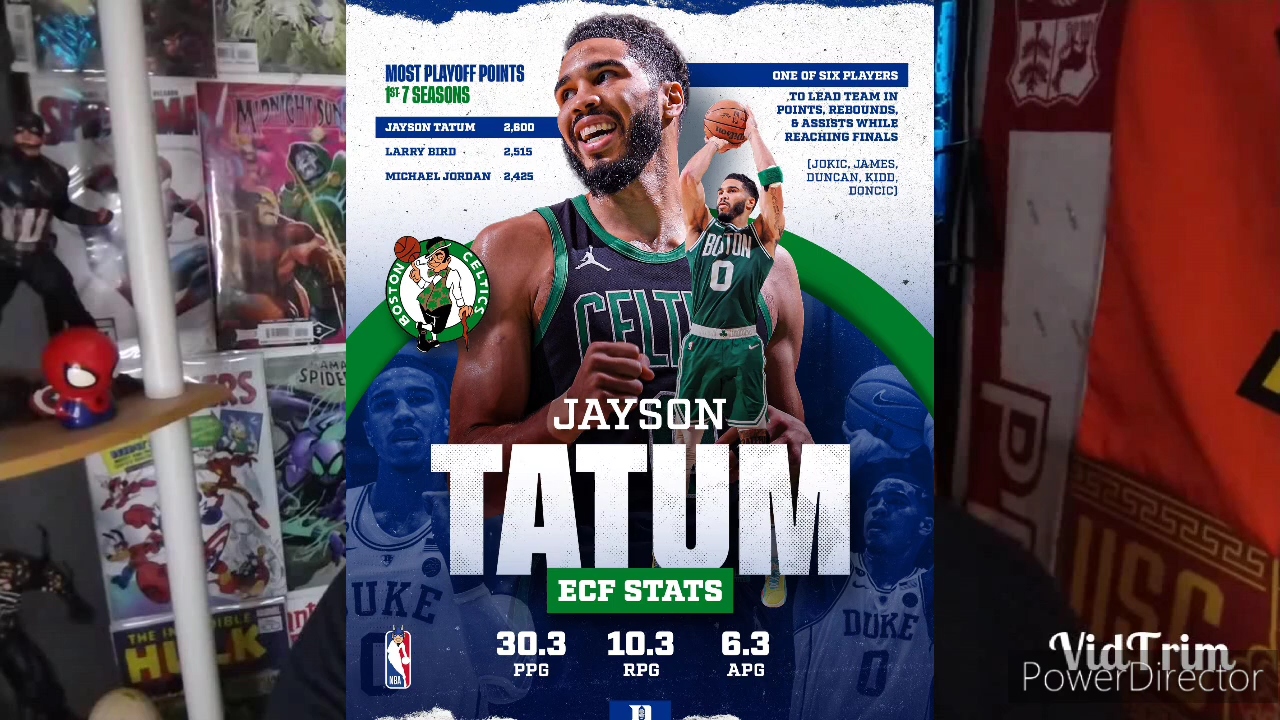 MOST PLAYOFF POINTS
1ST 7 SEASONS
JAYSON TATUM 2,600
LARRY BIRD 2,515
MICHAEL JORDAN 2,425
ONE OF SIX PLAYERS
TO LEAD TEAM IN
POINTS, REBOUNDS,
& ASSISTS WHILE
REACHING FINALS
(JOKIC, JAMES,
DUNCAN, KIDD,
DONCIC)
BOSTON CELTICS
BOSTON
0
JAYSON
TATUM
ECF STATS
30.3 10.3 6.3
PPG RPG APG
NBA
DUKE
DUKE
0
MIDNIGHT SUNS
SPIDE
THE INCREDIBLE
HULK
USC
VidTrim
PowerDirector